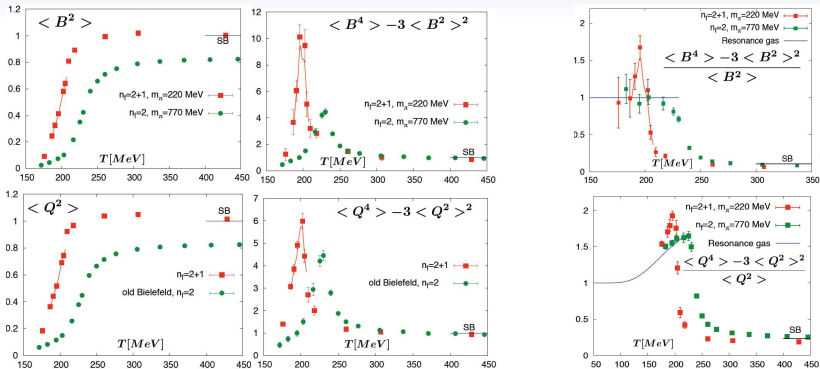 < B² >
1.2
1
0.8
0.6
0.4
0.2
0
SB
n_f=2+1, m_π=220 MeV
n_f=2, m_π=770 MeV
T[MeV]
150 200 250 300 350 400 450
< B⁴ > −3 < B² >²
12
10
8
6
4
2
0
n_f=2+1, m_π=220 MeV
n_f=2, m_π=770 MeV
SB
T[MeV]
150 200 250 300 350 400 450
2
1.5
1
0.5
0
n_f=2+1, m_π=220 MeV
n_f=2, m_π=770 MeV
Resonance gas
< B⁴ > −3 < B² >²
< B² >
SB
T[MeV]
150 200 250 300 350
< Q² >
1.2
1
0.8
0.6
0.4
0.2
0
SB
n_f=2+1
old Bielefeld, n_f=2
T[MeV]
150 200 250 300 350 400 450
< Q⁴ > −3 < Q² >²
7
6
5
4
3
2
1
0
n_f=2+1
old Bielefeld, n_f=2
SB
T[MeV]
150 200 250 300 350 400 450
2
1.5
1
0.5
0
n_f=2+1, m_π=220 MeV
n_f=2, m_π=770 MeV
Resonance gas
< Q⁴ > −3 < Q² >²
< Q² >
SB
T[MeV]
50 100 150 200 250 300 350 400 450